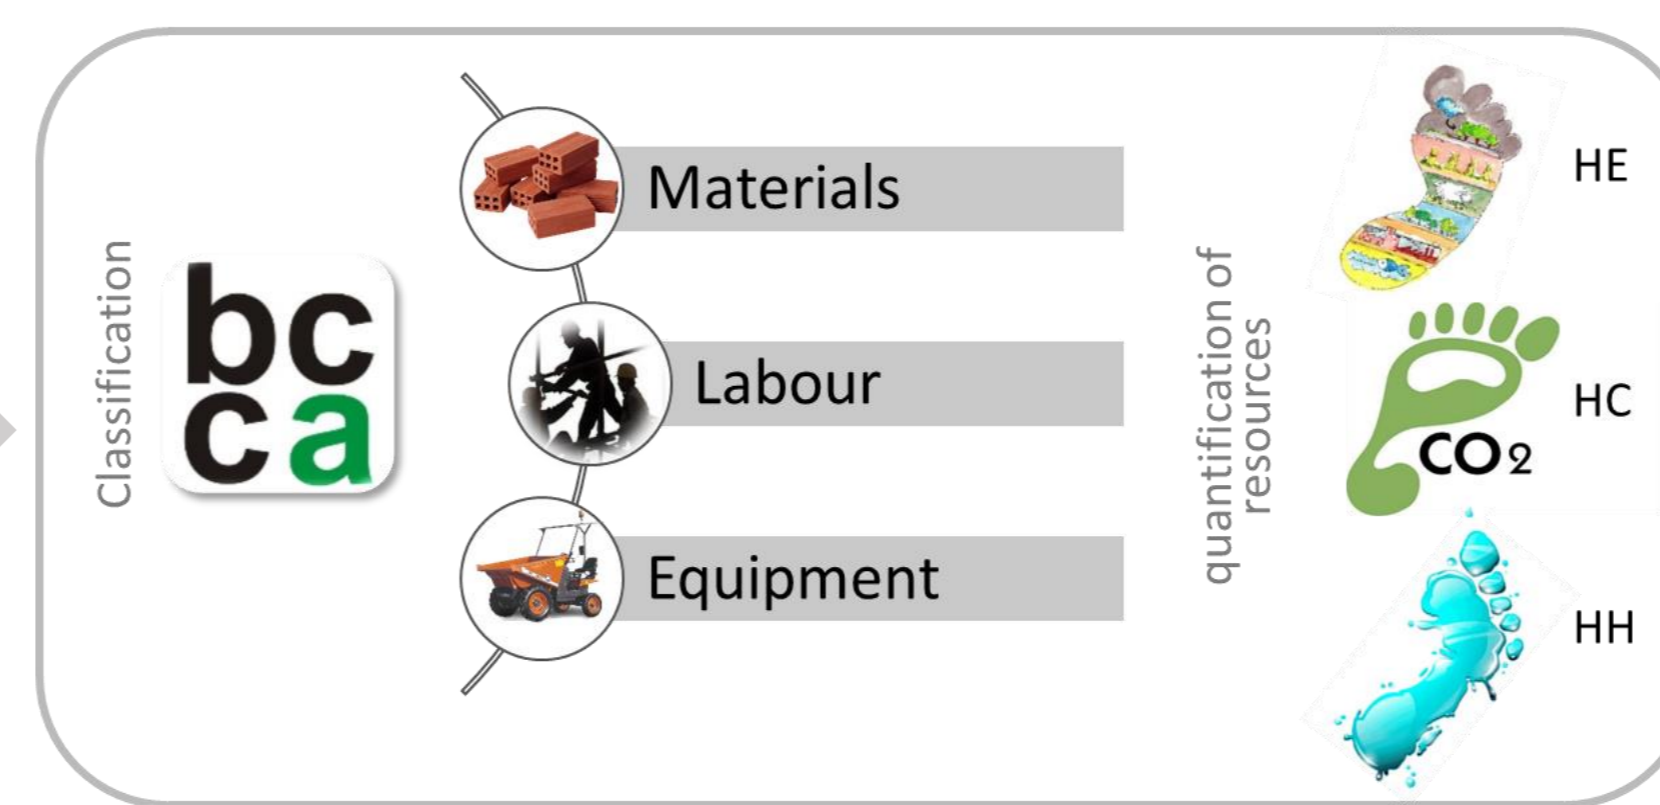 Classification
bc
ca
Materials
Labour
Equipment
quantification of
resources
HE
HC
CO2
HH